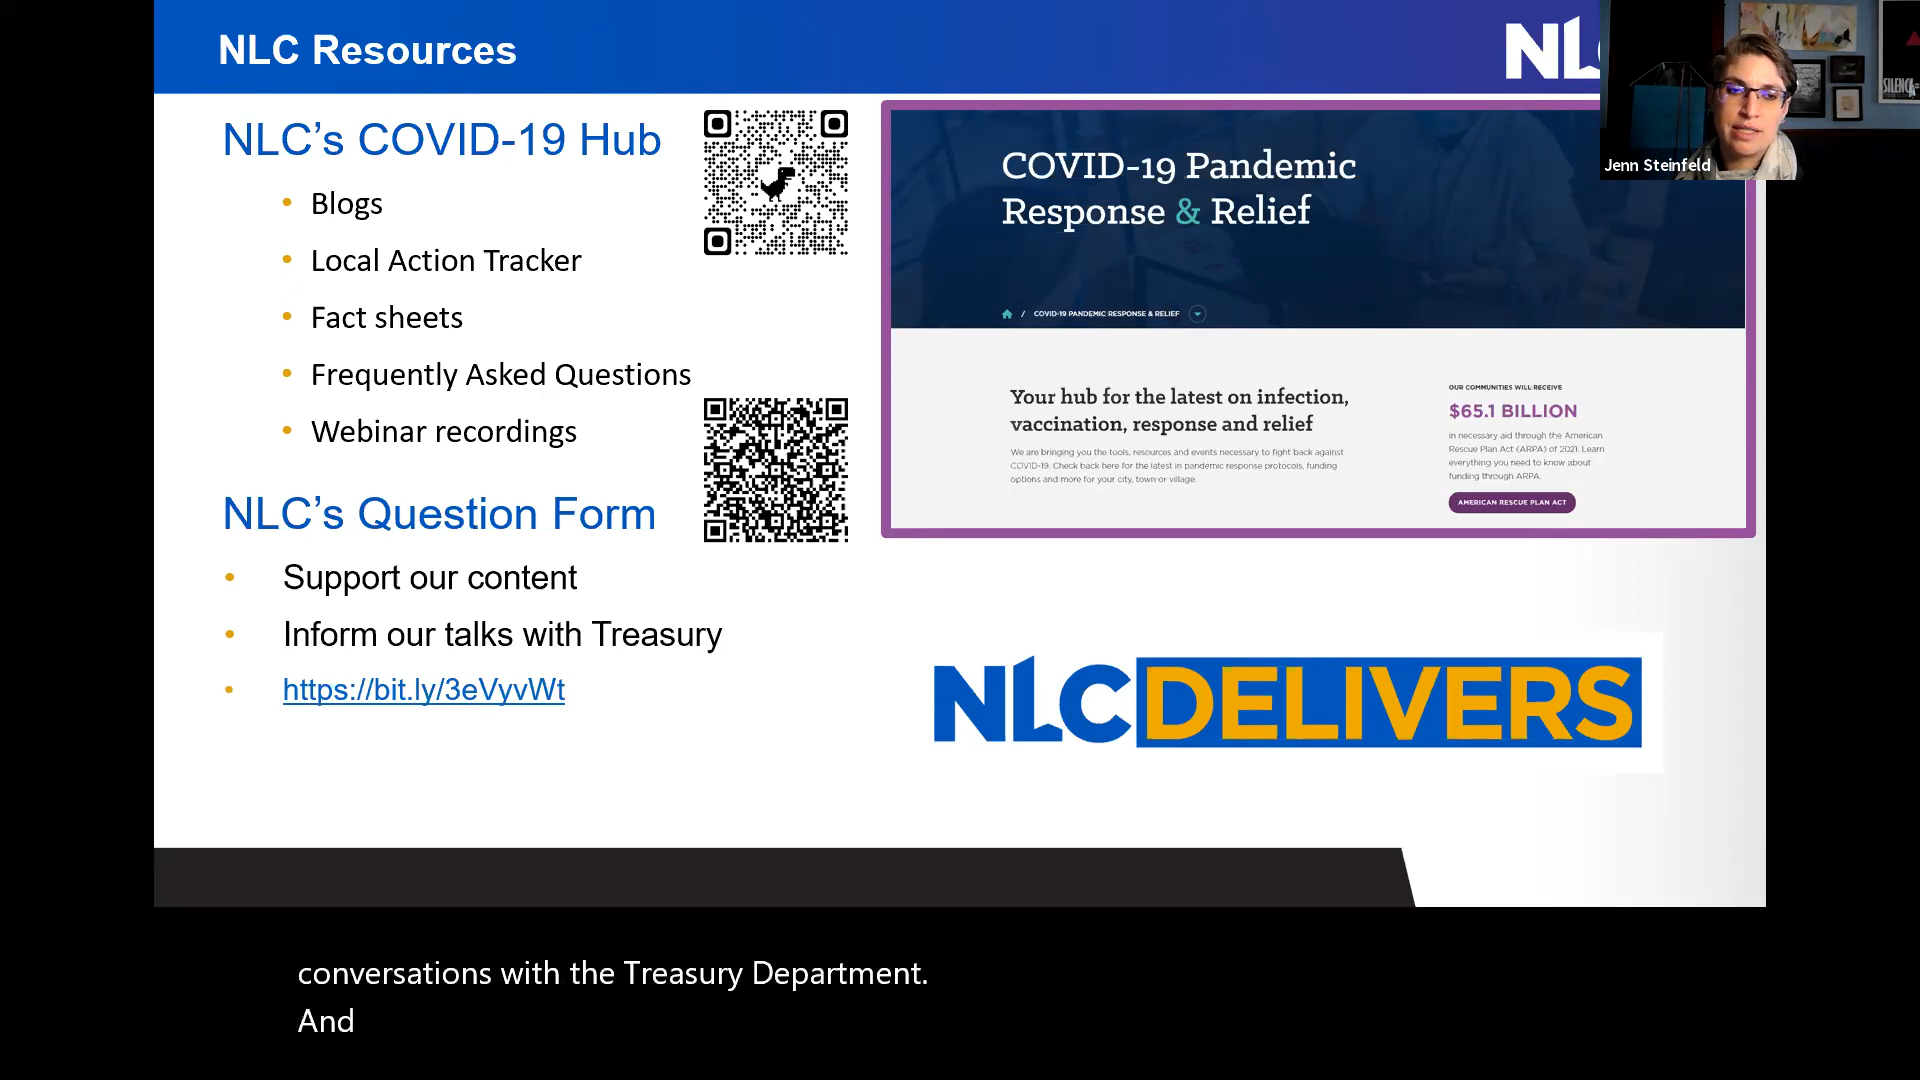 NLC Resources
NL
Jenn Steinfeld
NLC's COVID-19 Hub
• Blogs
• Local Action Tracker
• Fact sheets
• Frequently Asked Questions
• Webinar recordings
NLC's Question Form
• Support our content
• Inform our talks with Treasury
• https://bit.ly/3eVyvWt
COVID-19 Pandemic
Response & Relief
/ COVID-19 PANDEMIC RESPONSE & RELIEF
Your hub for the latest on infection,
vaccination, response and relief
We are bringing you the tools, resources and events necessary to fight back against
COVID-19. Check back here for the latest in pandemic response protocols, funding
options and more for your city, town or village.
OUR COMMUNITIES WILL RECEIVE
$65.1 BILLION
in necessary aid through the American
Rescue Plan Act (ARPA) of 2021. Learn
everything you need to know about
funding through ARPA.
AMERICAN RESCUE PLAN ACT
NLCDELIVERS
conversations with the Treasury Department.
And